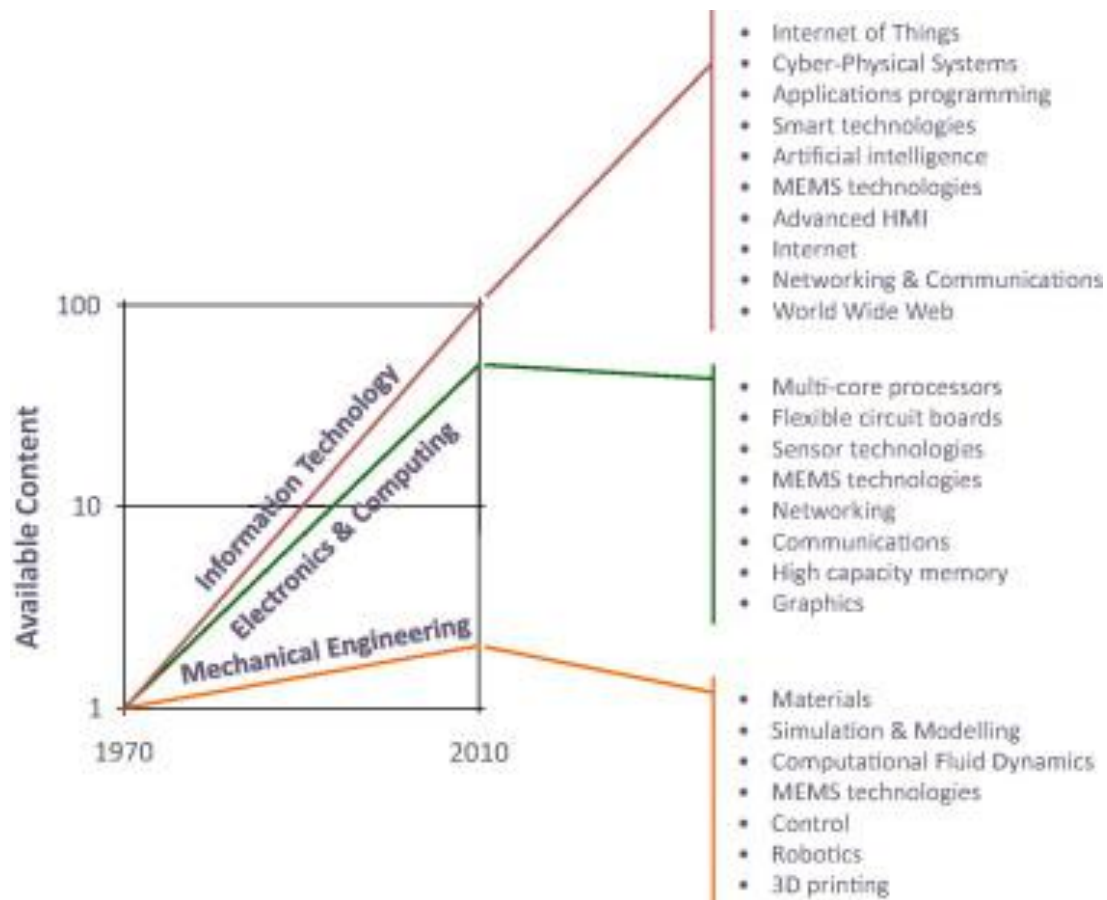 • Internet of Things
• Cyber-Physical Systems
• Applications programming
• Smart technologies
• Artificial intelligence
• MEMS technologies
• Advanced HMI
• Internet
• Networking & Communications
• World Wide Web
100
10
1
Available Content
Information Technology
Electronics & Computing
Mechanical Engineering
1970
2010
• Multi-core processors
• Flexible circuit boards
• Sensor technologies
• MEMS technologies
• Networking
• Communications
• High capacity memory
• Graphics
• Materials
• Simulation & Modelling
• Computational Fluid Dynamics
• MEMS technologies
• Control
• Robotics
• 3D printing